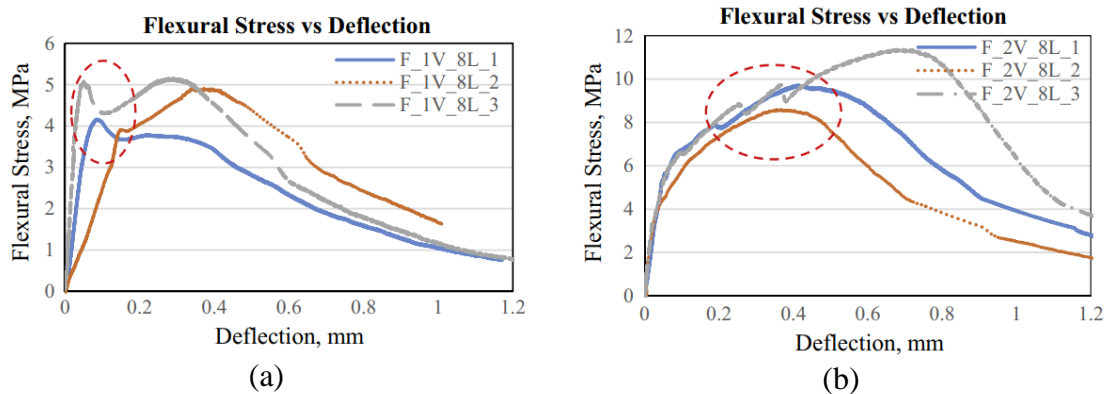 Flexural Stress vs Deflection
6
5
4
3
2
1
0
0
0.2
0.4
0.6
0.8
1
1.2
Flexural Stress, MPa
Deflection, mm
F_1V_8L_1
F_1V_8L_2
F_1V_8L_3
(a)
Flexural Stress vs Deflection
12
10
8
6
4
2
0
0
0.2
0.4
0.6
0.8
1
1.2
Flexural Stress, MPa
Deflection, mm
F_2V_8L_1
F_2V_8L_2
F_2V_8L_3
(b)